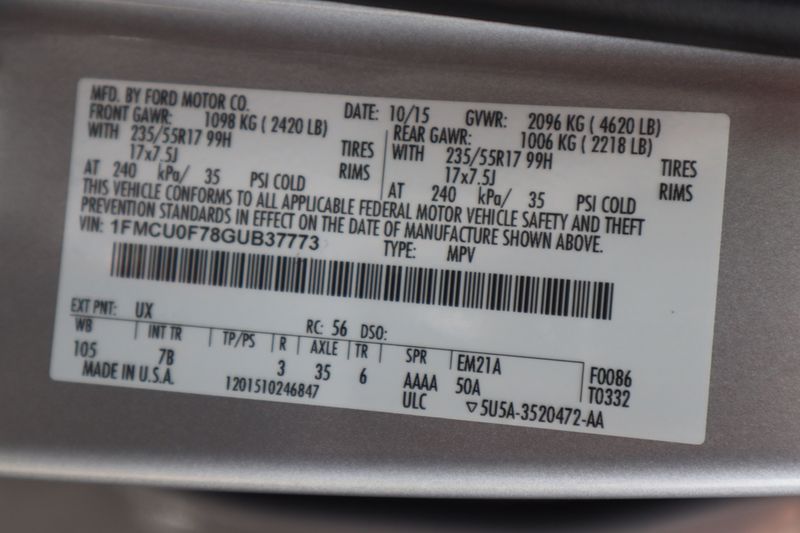 MFD. BY FORD MOTOR CO.
DATE: 10/15 GVWR: 2096 KG ( 4620 LB)
FRONT GAWR: 1098 KG ( 2420 LB)
WITH 235/55R17 99H TIRES
17x7.5J RIMS
AT 240 kPa/ 35 PSI COLD
REAR GAWR: 1006 KG ( 2218 LB)
WITH 235/55R17 99H TIRES
17x7.5J RIMS
AT 240 kPa/ 35 PSI COLD
THIS VEHICLE CONFORMS TO ALL APPLICABLE FEDERAL MOTOR VEHICLE SAFETY AND THEFT
PREVENTION STANDARDS IN EFFECT ON THE DATE OF MANUFACTURE SHOWN ABOVE.
VIN: 1FMCU0F78GUB37773 TYPE: MPV
EXT PNT: UX RC: 56 DSO:
WB INT TR TP/PS R AXLE TR SPR EM21A F0086
105 7B 3 35 6 AAAA 50A T0332
MADE IN U.S.A. 1201510246847 ULC ▽5U5A-3520472-AA